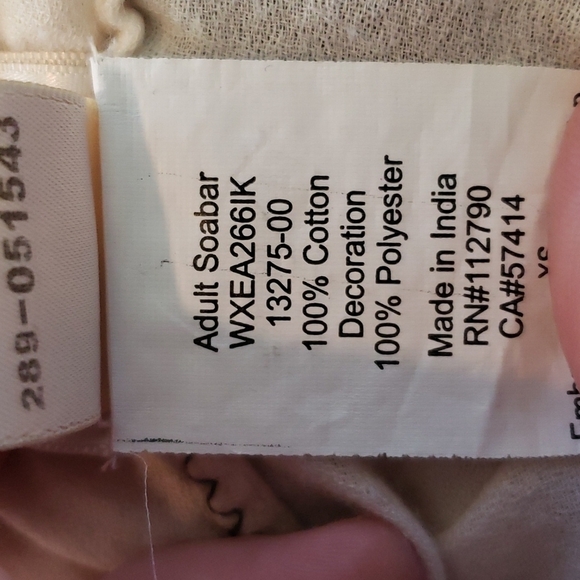 289-051543
Adult Soabar
WXEA266IK
13275-00
100% Cotton
Decoration
100% Polyester
Made in India
RN#112790
CA#57414
XS